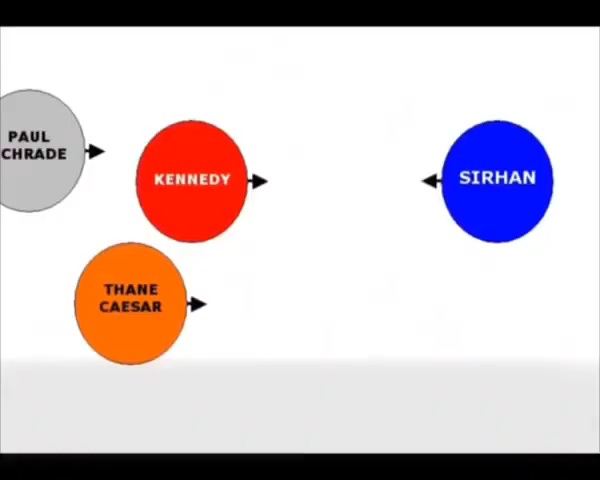 PAUL
CHRADE
KENNEDY
SIRHAN
THANE
CAESAR